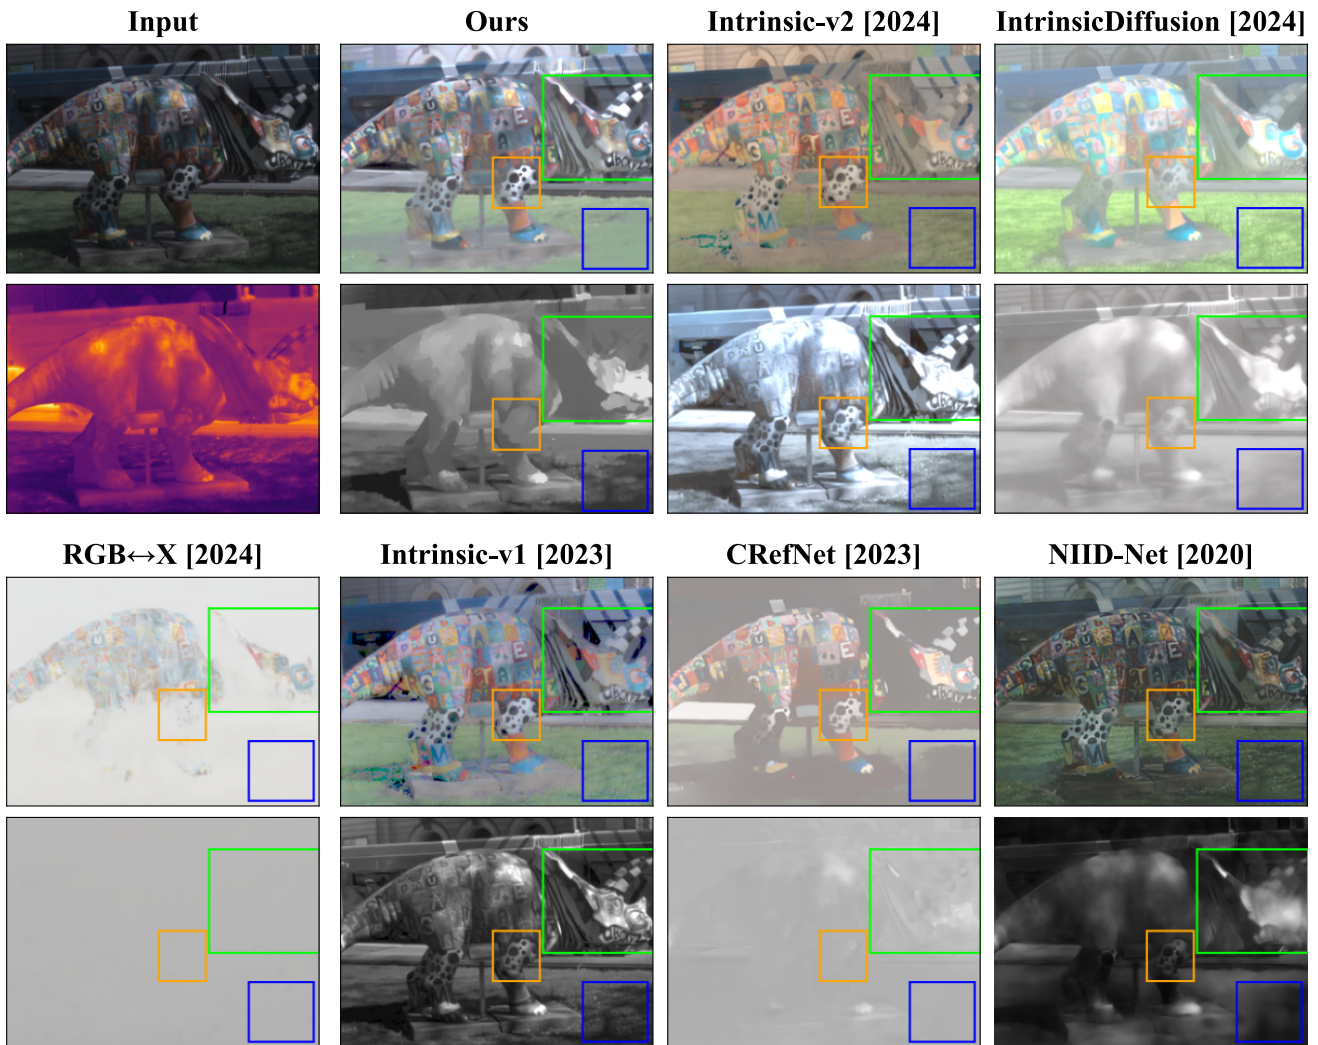 Input
Ours
Intrinsic-v2 [2024]
IntrinsicDiffusion [2024]
RGB↔X [2024]
Intrinsic-v1 [2023]
CRefNet [2023]
NIID-Net [2020]